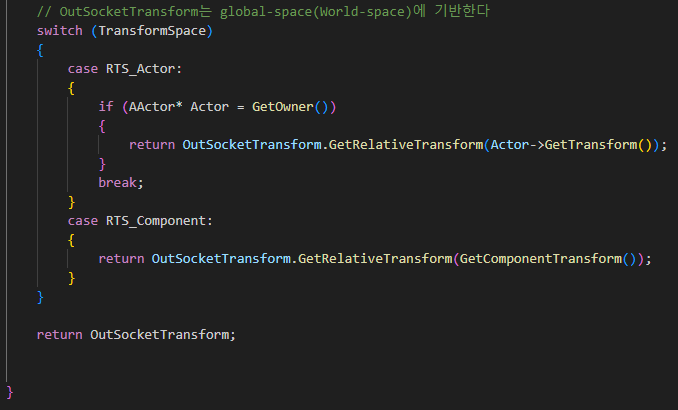 // OutSocketTransform는 global-space(World-space)에 기반한다
switch (TransformSpace)
{
case RTS_Actor:
{
if (AActor* Actor = GetOwner())
{
return OutSocketTransform.GetRelativeTransform(Actor->GetTransform());
}
break;
}
case RTS_Component:
{
return OutSocketTransform.GetRelativeTransform(GetComponentTransform());
}
}
return OutSocketTransform;
}